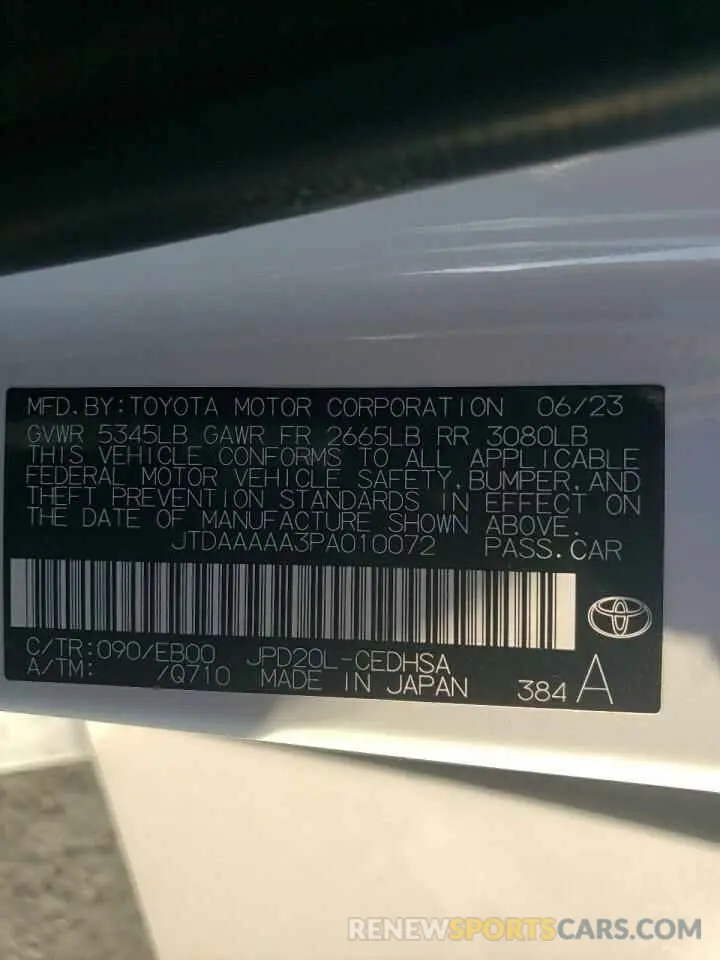 MFD.BY:TOYOTA MOTOR CORPORATION 06/23
GVWR 5345LB GAWR FR 2665LB RR 3080LB
THIS VEHICLE CONFORMS TO ALL APPLICABLE
FEDERAL MOTOR VEHICLE SAFETY,BUMPER,AND
THEFT PREVENTION STANDARDS IN EFFECT ON
THE DATE OF MANUFACTURE SHOWN ABOVE.
JTDAAAAA3PA010072 PASS.CAR
C/TR:090/EB00 JPD20L-CEDHSA
A/TM: /Q710 MADE IN JAPAN 384 A
RENEWSPORTSCARS.COM